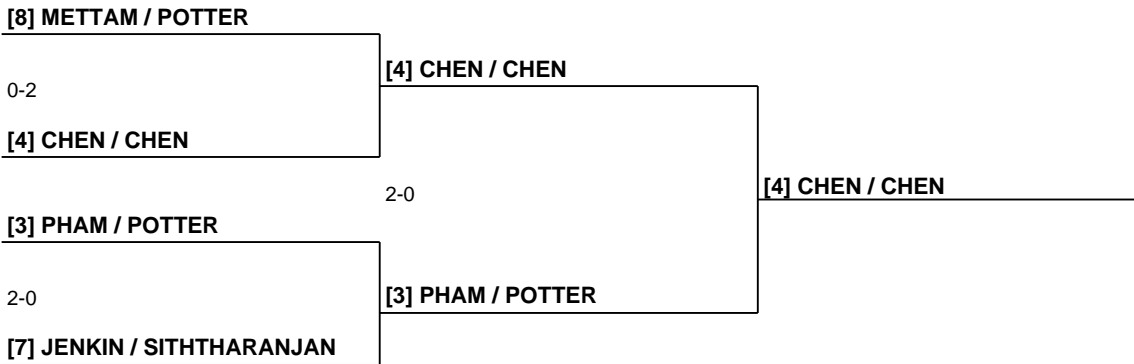 [8] METTAM / POTTER
[4] CHEN / CHEN
0-2
[4] CHEN / CHEN
2-0
[4] CHEN / CHEN
[3] PHAM / POTTER
2-0
[3] PHAM / POTTER
[7] JENKIN / SITHTHARANJAN